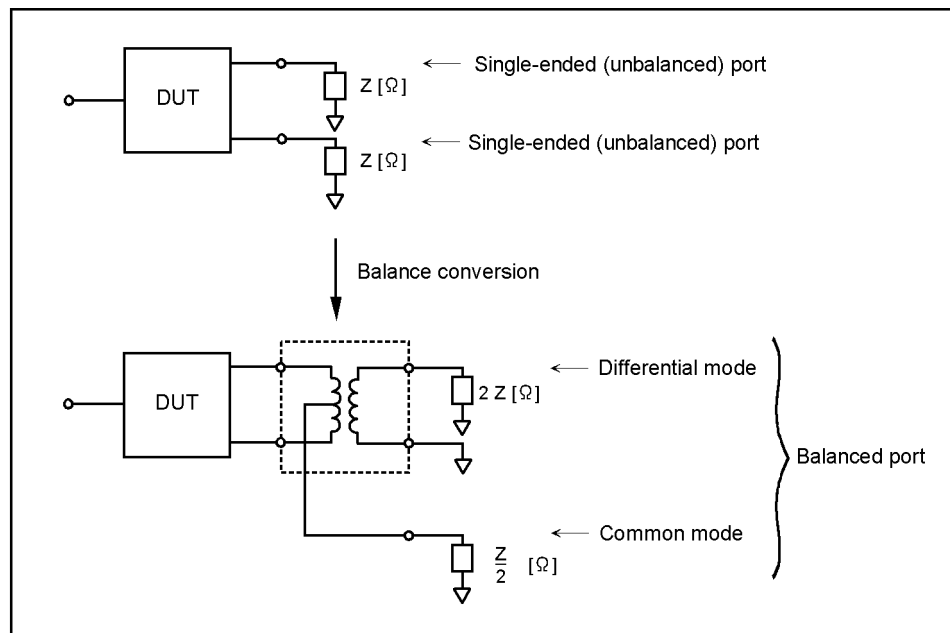 DUT
Z [Ω]
← Single-ended (unbalanced) port
Z [Ω]
← Single-ended (unbalanced) port
Balance conversion
DUT
2 Z [Ω]
← Differential mode
Balanced port
Z/2 [Ω]
← Common mode